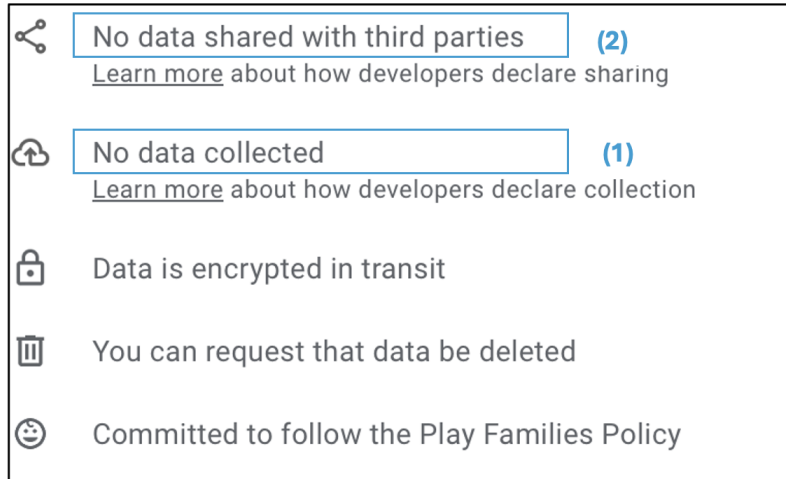 No data shared with third parties (2)
Learn more about how developers declare sharing
No data collected (1)
Learn more about how developers declare collection
Data is encrypted in transit
You can request that data be deleted
Committed to follow the Play Families Policy